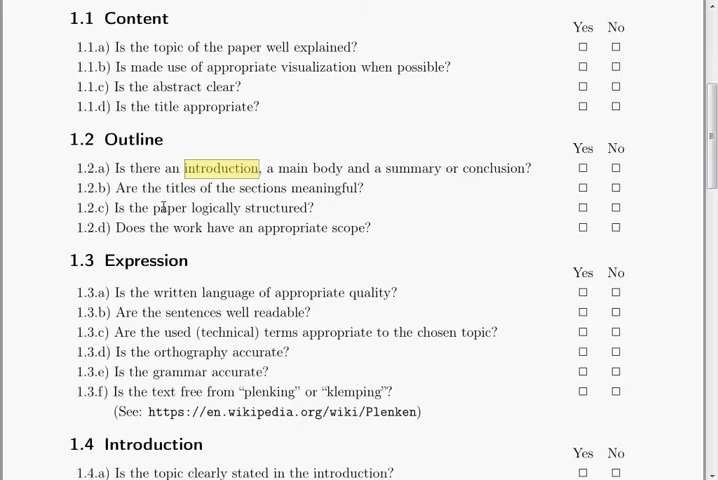 1.1 Content
Yes No
1.1.a) Is the topic of the paper well explained?
1.1.b) Is made use of appropriate visualization when possible?
1.1.c) Is the abstract clear?
1.1.d) Is the title appropriate?
1.2 Outline
Yes No
1.2.a) Is there an introduction, a main body and a summary or conclusion?
1.2.b) Are the titles of the sections meaningful?
1.2.c) Is the paper logically structured?
1.2.d) Does the work have an appropriate scope?
1.3 Expression
Yes No
1.3.a) Is the written language of appropriate quality?
1.3.b) Are the sentences well readable?
1.3.c) Are the used (technical) terms appropriate to the chosen topic?
1.3.d) Is the orthography accurate?
1.3.e) Is the grammar accurate?
1.3.f) Is the text free from “plenking” or “klemping”?
(See: https://en.wikipedia.org/wiki/Plenken)
1.4 Introduction
Yes No
1.4.a) Is the topic clearly stated in the introduction?